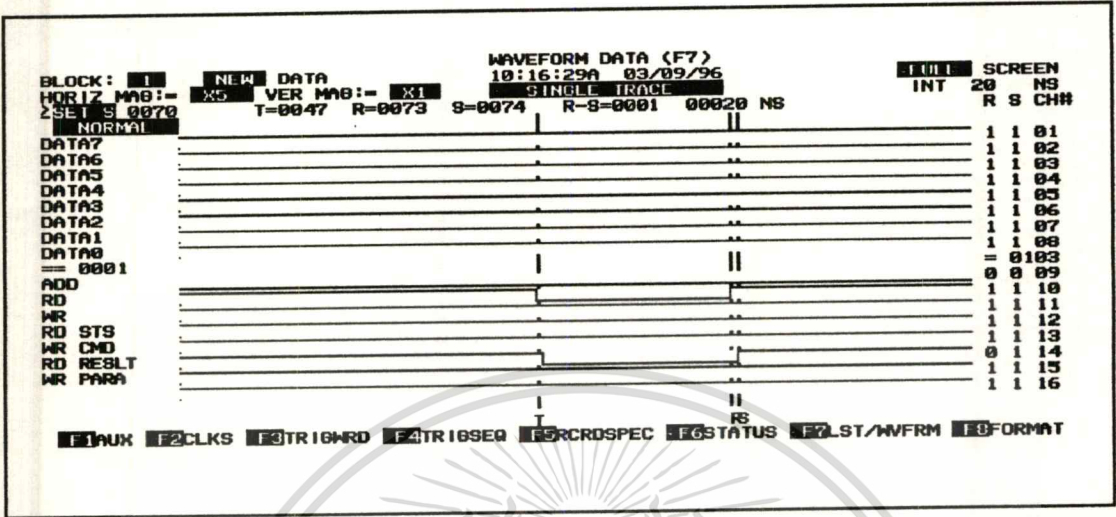 WAVEFORM DATA (F7)
BLOCK: 1 NEW DATA 10:16:29A 03/09/96 FULL SCREEN
HORIZ MAG:= X5 VER MAG:= X1 SINGLE TRACE INT 20 NS
SET S 0070 T=0047 R=0073 S=0074 R-S=0001 00020 NS R S CH#
NORMAL
DATA7 1 1 01
DATA6 1 1 02
DATA5 1 1 03
DATA4 1 1 04
DATA3 1 1 05
DATA2 1 1 06
DATA1 1 1 07
DATA0 1 1 08
== 0001 = 0103
ADD 0 0 09
RD 1 1 10
WR 1 1 11
RD STS 1 1 12
WR CMD 1 1 13
RD RESLT 0 1 14
WR PARA 1 1 15
1 1 16
T RS
F1AUX F2CLKS F3TRIGWRD F4TRIGSEQ F5RCRDSPEC F6STATUS F7LST/WVFRM F8FORMAT